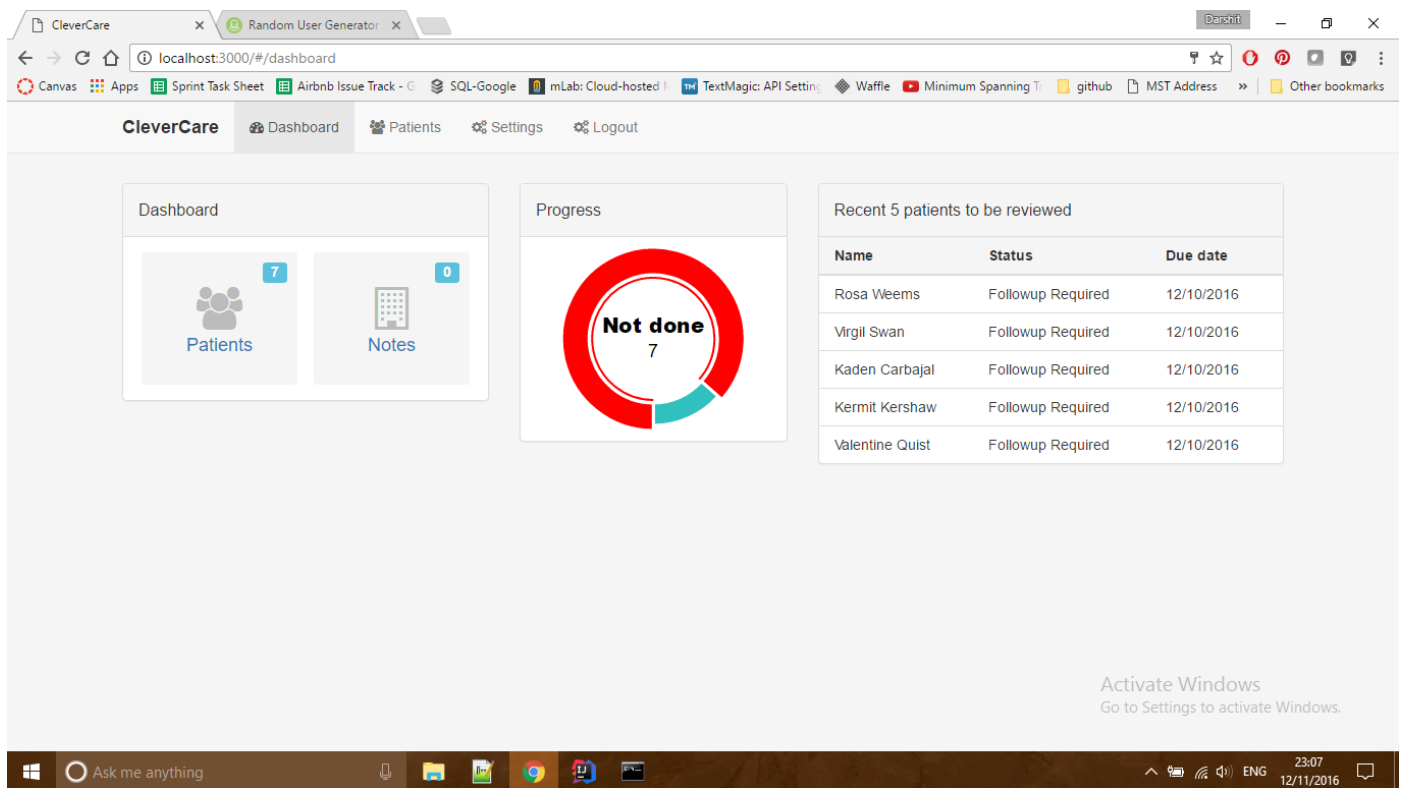 CleverCare
Random User Generator
Darshit
localhost:3000/#/dashboard
Canvas Apps Sprint Task Sheet Airbnb Issue Track - G SQL-Google mLab: Cloud-hosted TextMagic: API Setting Waffle Minimum Spanning T github MST Address » Other bookmarks
CleverCare Dashboard Patients Settings Logout
Dashboard
7
Patients
0
Notes
Progress
Not done
7
Recent 5 patients to be reviewed
Name Status Due date
Rosa Weems Followup Required 12/10/2016
Virgil Swan Followup Required 12/10/2016
Kaden Carbajal Followup Required 12/10/2016
Kermit Kershaw Followup Required 12/10/2016
Valentine Quist Followup Required 12/10/2016
Activate Windows
Go to Settings to activate Windows.
Ask me anything
ENG
23:07
12/11/2016